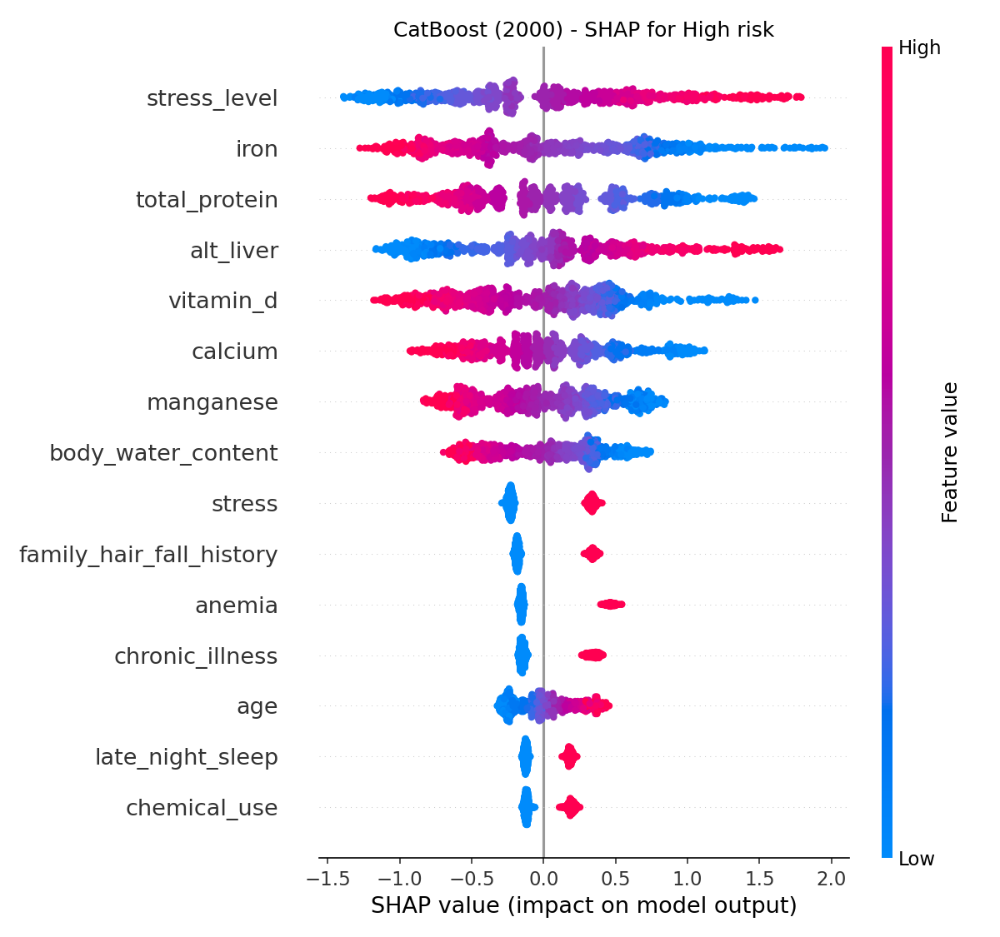 CatBoost (2000) - SHAP for High risk
High
stress_level
iron
total_protein
alt_liver
vitamin_d
calcium
manganese
body_water_content
stress
family_hair_fall_history
anemia
chronic_illness
age
late_night_sleep
chemical_use
Feature value
Low
−1.5 −1.0 −0.5 0.0 0.5 1.0 1.5 2.0
SHAP value (impact on model output)